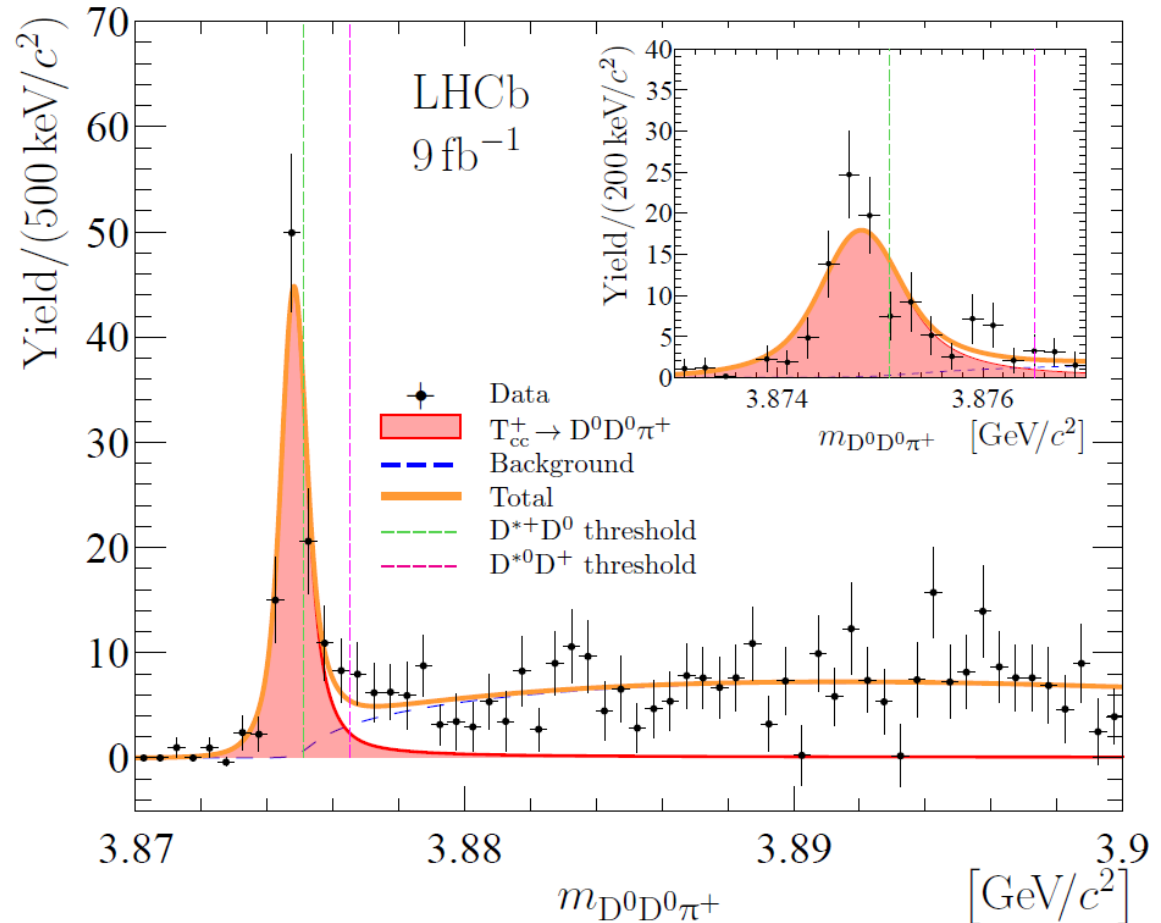 Yield/(500 keV/c²)
70
60
50
40
30
20
10
0
LHCb
9 fb⁻¹
Data
T⁺cc → D⁰D⁰π⁺
Background
Total
D*⁺D⁰ threshold
D*⁰D⁺ threshold
3.87
3.88
3.89
3.9
m D⁰D⁰π⁺
[GeV/c²]
Yield/(200 keV/c²)
40
35
30
25
20
15
10
5
0
3.874
3.876
m D⁰D⁰π⁺
[GeV/c²]